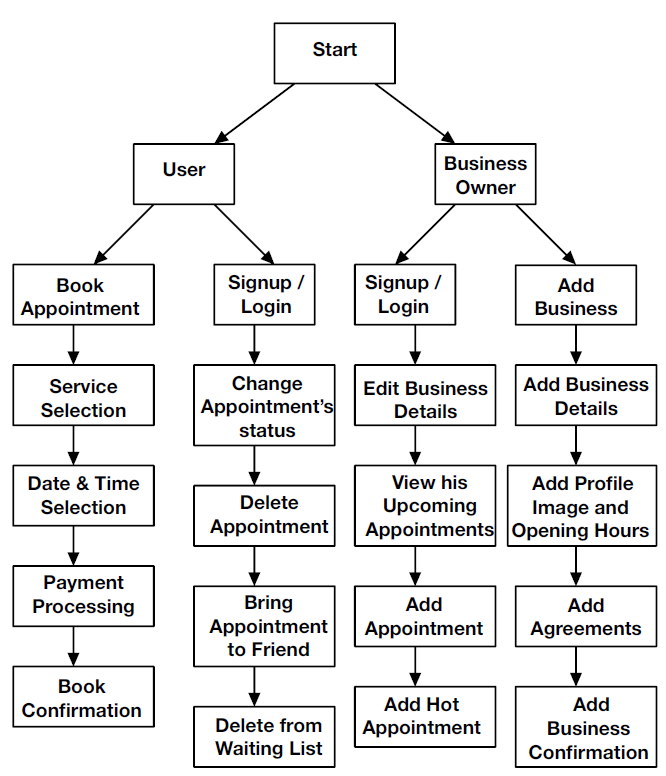 Start
User
Business
Owner
Book
Appointment
Signup /
Login
Signup /
Login
Add
Business
Service
Selection
Change
Appointment's
status
Edit Business
Details
Add Business
Details
Date & Time
Selection
Delete
Appointment
View his
Upcoming
Appointments
Add Profile
Image and
Opening Hours
Payment
Processing
Bring
Appointment
to Friend
Add
Appointment
Add
Agreements
Book
Confirmation
Delete from
Waiting List
Add Hot
Appointment
Add
Business
Confirmation